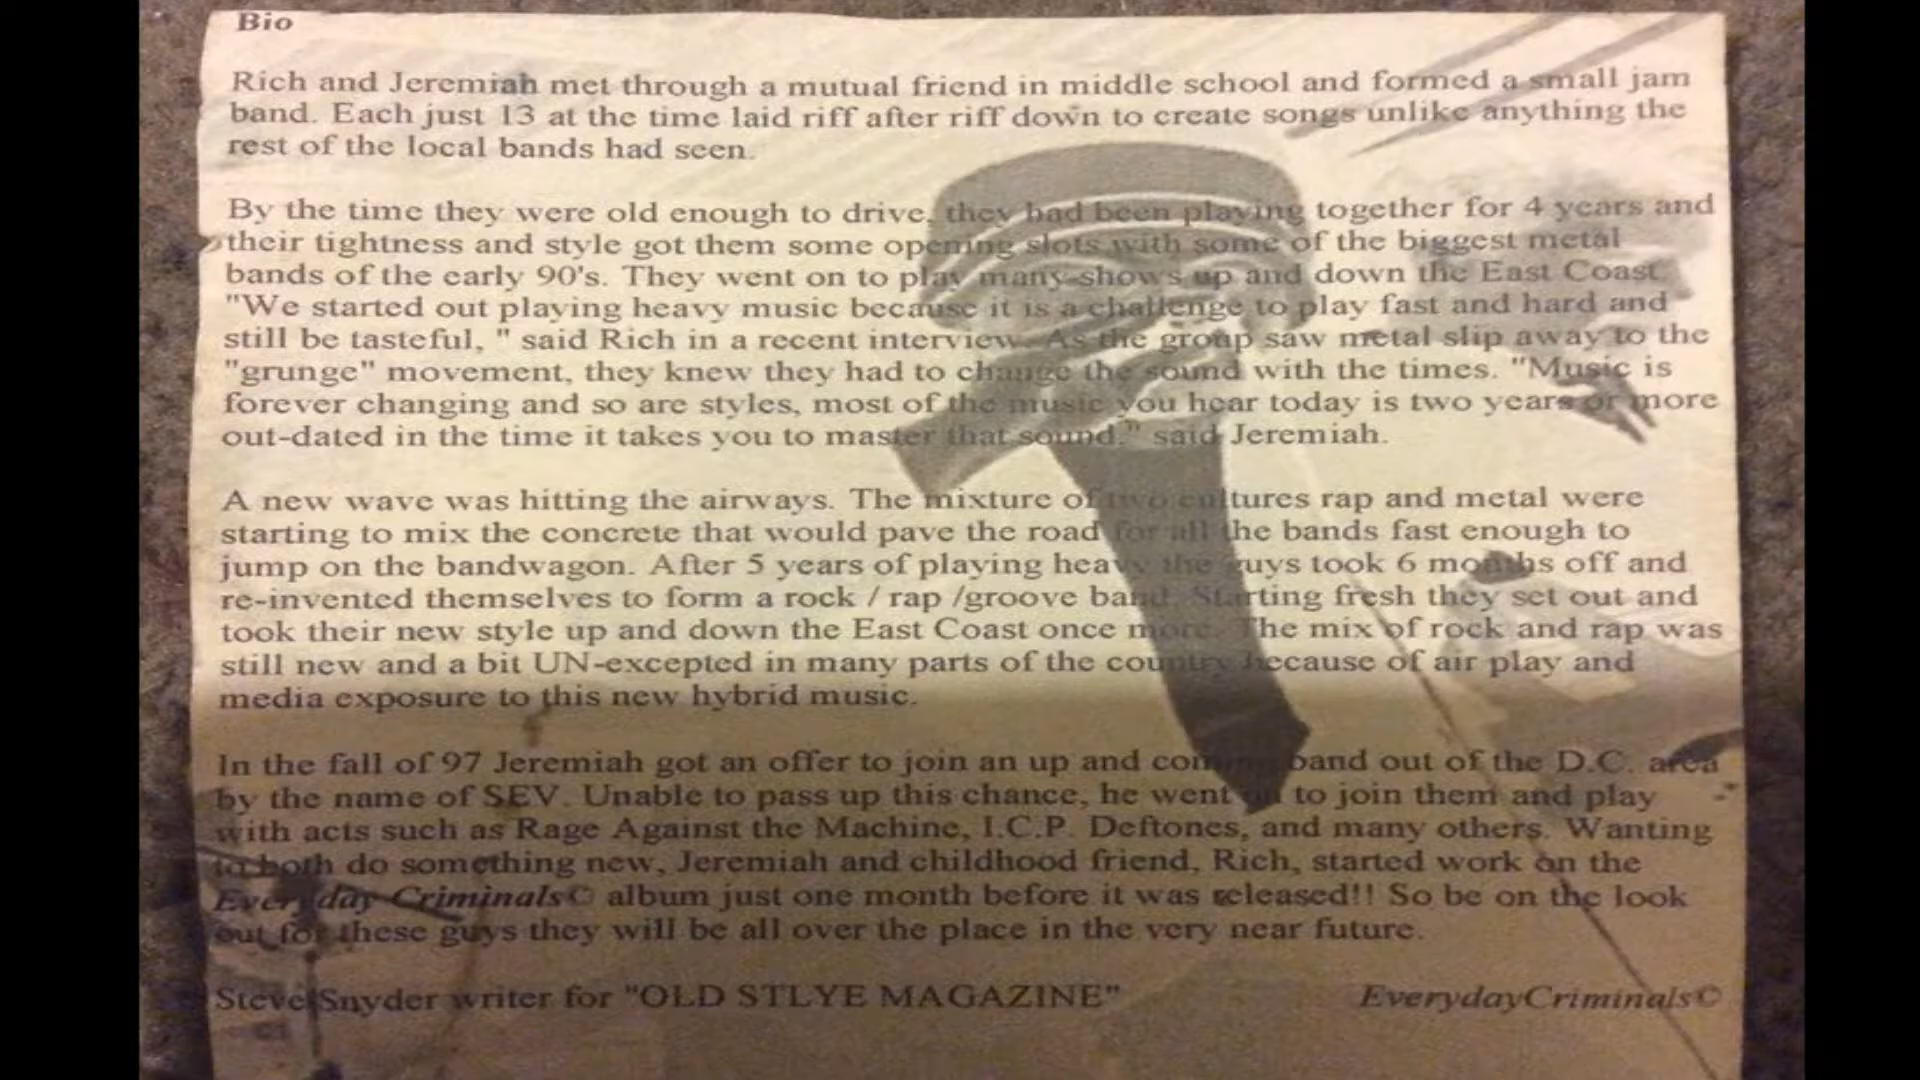 Bio
Rich and Jeremiah met through a mutual friend in middle school and formed a small jam
band. Each just 13 at the time laid riff after riff down to create songs unlike anything the
rest of the local bands had seen.
By the time they were old enough to drive, they had been playing together for 4 years and
their tightness and style got them some opening slots with some of the biggest metal
bands of the early 90's. They went on to play many shows up and down the East Coast.
"We started out playing heavy music because it is a challenge to play fast and hard and
still be tasteful, " said Rich in a recent interview. As the group saw metal slip away to the
"grunge" movement, they knew they had to change the sound with the times. "Music is
forever changing and so are styles, most of the music you hear today is two years or more
out-dated in the time it takes you to master that sound." said Jeremiah.
A new wave was hitting the airways. The mixture of two cultures rap and metal were
starting to mix the concrete that would pave the road for all the bands fast enough to
jump on the bandwagon. After 5 years of playing heavy the guys took 6 months off and
re-invented themselves to form a rock / rap /groove band. Starting fresh they set out and
took their new style up and down the East Coast once more. The mix of rock and rap was
still new and a bit UN-excepted in many parts of the country because of air play and
media exposure to this new hybrid music.
In the fall of 97 Jeremiah got an offer to join an up and coming band out of the D.C. area
by the name of SEV. Unable to pass up this chance, he went on to join them and play
with acts such as Rage Against the Machine, I.C.P. Deftones, and many others. Wanting
to both do something new, Jeremiah and childhood friend, Rich, started work on the
Everyday Criminals© album just one month before it was released!! So be on the look
out for these guys they will be all over the place in the very near future.
Steve Snyder writer for "OLD STLYE MAGAZINE" EverydayCriminals©